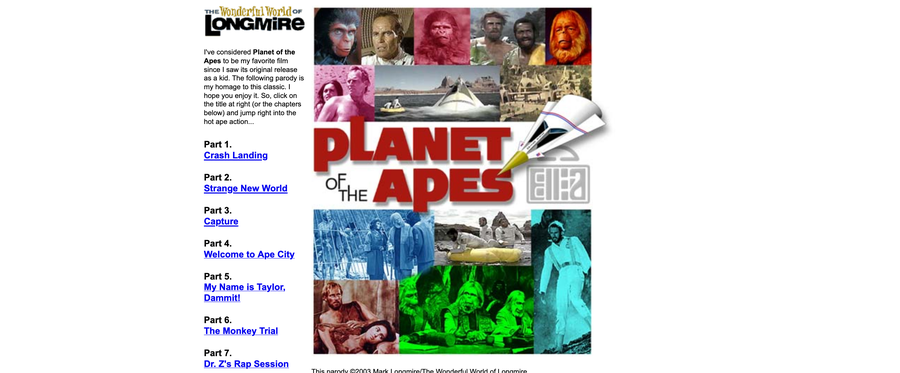 THE Wonderful World OF
LONGMIRE
I've considered Planet of the
Apes to be my favorite film
since I saw its original release
as a kid. The following parody is
my homage to this classic. I
hope you enjoy it. So, click on
the title at right (or the chapters
below) and jump right into the
hot ape action...
Part 1.
Crash Landing
Part 2.
Strange New World
Part 3.
Capture
Part 4.
Welcome to Ape City
Part 5.
My Name is Taylor,
Dammit!
Part 6.
The Monkey Trial
Part 7.
Dr. Z's Rap Session
PLANET
OF THE APES
This parody ©2003 Mark Longmire/The Wonderful World of Longmire